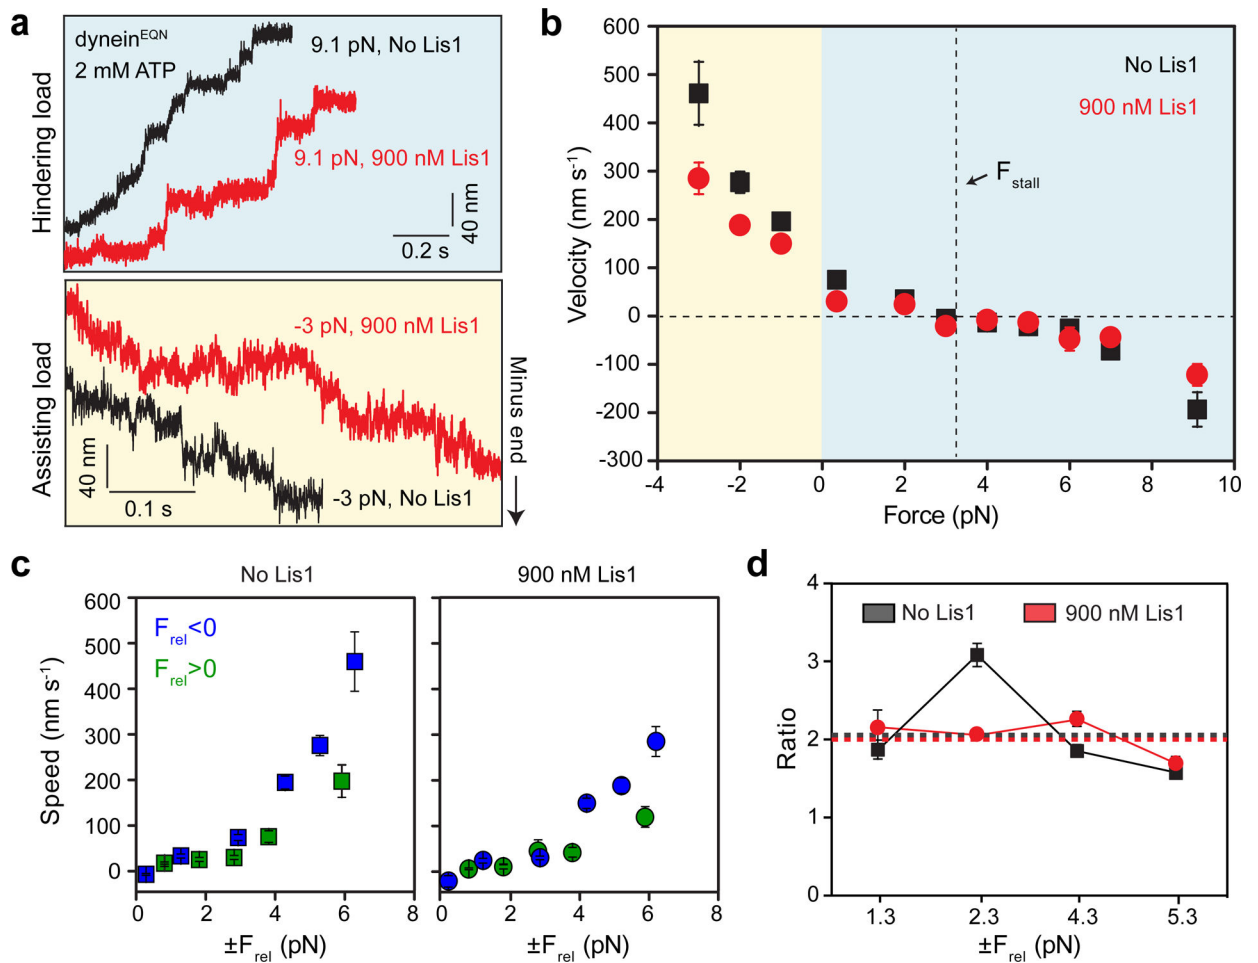 a
Hindering load
dynein^EQN
2 mM ATP
9.1 pN, No Lis1
9.1 pN, 900 nM Lis1
40 nm
0.2 s
Assisting load
-3 pN, 900 nM Lis1
40 nm
0.1 s
-3 pN, No Lis1
Minus end
b
Velocity (nm s⁻¹)
600
500
400
300
200
100
0
-100
-200
-300
No Lis1
900 nM Lis1
F_stall
-4
-2
0
2
4
6
8
10
Force (pN)
c
No Lis1
900 nM Lis1
Speed (nm s⁻¹)
600
500
400
300
200
100
0
F_rel<0
F_rel>0
0
2
4
6
8
2
4
6
8
±F_rel (pN)
±F_rel (pN)
d
Ratio
4
3
2
1
0
No Lis1
900 nM Lis1
1.3
2.3
4.3
5.3
±F_rel (pN)